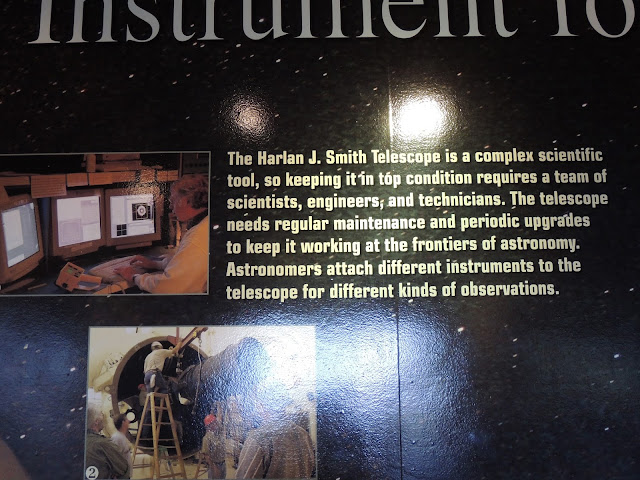 Instrument
The Harlan J. Smith Telescope is a complex scientific
tool, so keeping it in top condition requires a team of
scientists, engineers, and technicians. The telescope
needs regular maintenance and periodic upgrades
to keep it working at the frontiers of astronomy.
Astronomers attach different instruments to the
telescope for different kinds of observations.
2